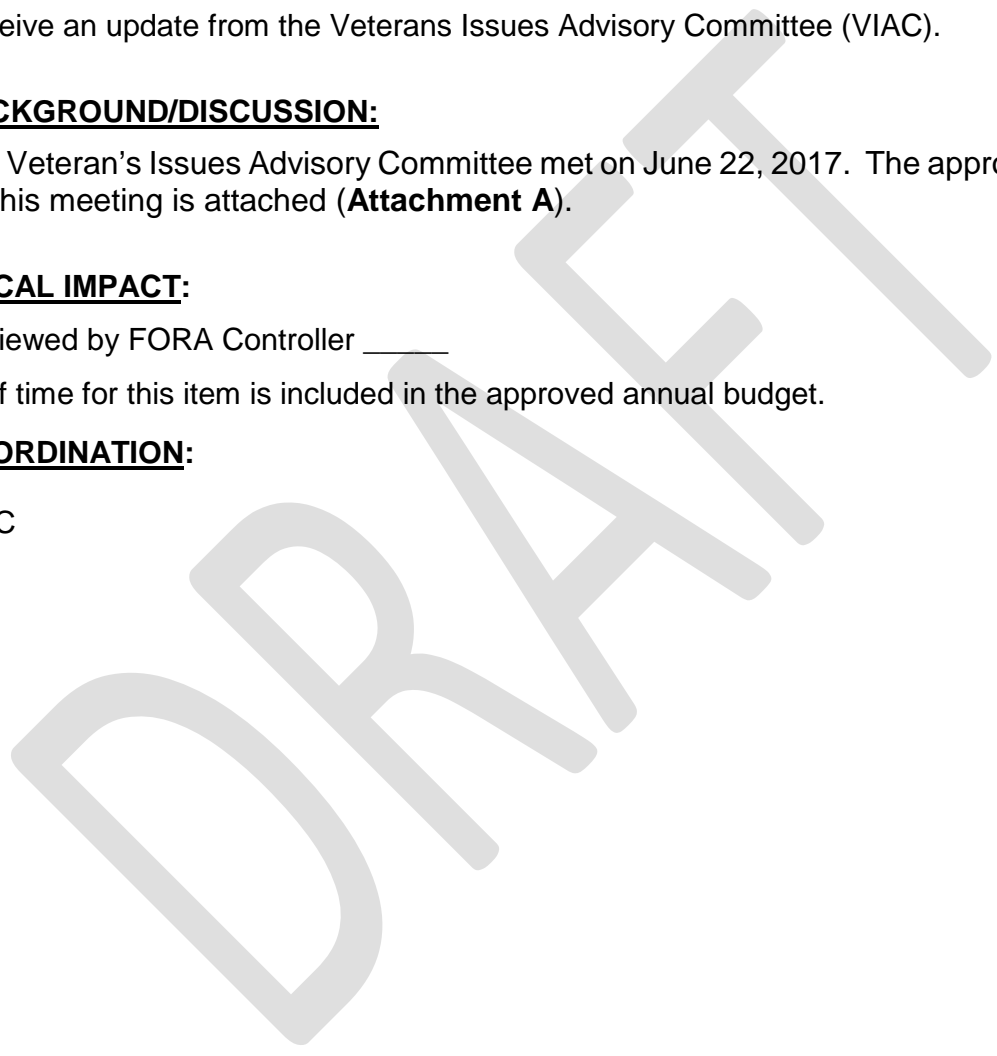 eive an update from the Veterans Issues Advisory Committee (VIAC).
CKGROUND/DISCUSSION:
Veteran's Issues Advisory Committee met on June 22, 2017. The appro
his meeting is attached (Attachment A).
CAL IMPACT:
iewed by FORA Controller _____
f time for this item is included in the approved annual budget.
ORDINATION:
C
DRAFT